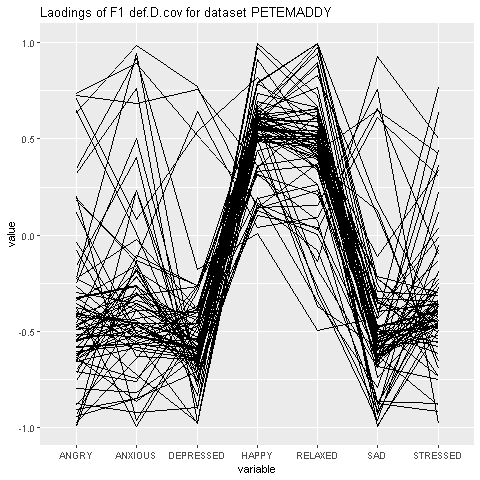 Laodings of F1 def.D.cov for dataset PETEMADDY
1.0
0.5
0.0
-0.5
-1.0
value
ANGRY ANXIOUS DEPRESSED HAPPY RELAXED SAD STRESSED
variable